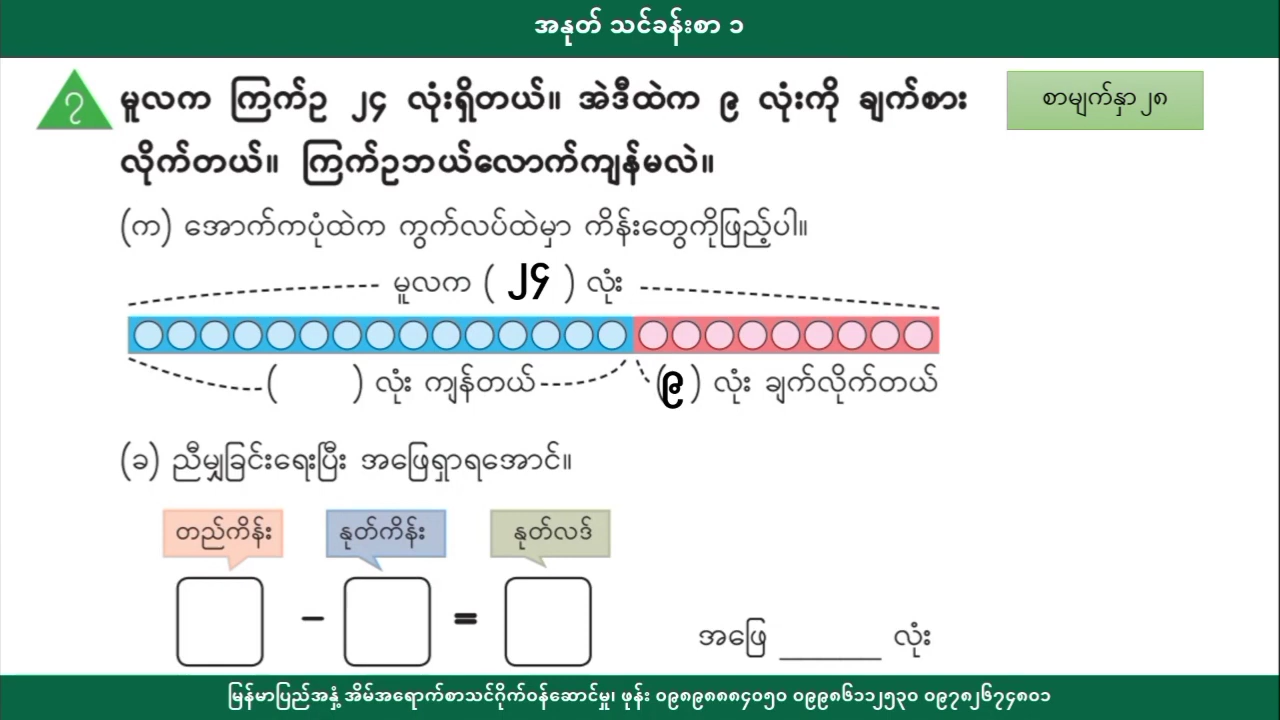 အနုတ် သင်ခန်းစာ ၁
၇ မူလက ကြက်ဥ ၂၄ လုံးရှိတယ်။ အဲဒီထဲက ၉ လုံးကို ချက်စား
စာမျက်နှာ ၂၈
လိုက်တယ်။ ကြက်ဥဘယ်လောက်ကျန်မလဲ။
(က) အောက်ကပုံထဲက ကွက်လပ်ထဲမှာ ကိန်းတွေကိုဖြည့်ပါ။
မူလက ( ၂၄ ) လုံး
( ) လုံး ကျန်တယ် (၉) လုံး ချက်လိုက်တယ်
(ခ) ညီမျှခြင်းရေးပြီး အဖြေရှာရအောင်။
တည်ကိန်း နုတ်ကိန်း နုတ်လဒ်
− =
အဖြေ ______ လုံး
မြန်မာပြည်အနှံ့ အိမ်အရောက်စာသင်ဂိုက်ဝန်ဆောင်မှု၊ ဖုန်း ၀၉၈၉၈၈၈၄၀၅၀ ၀၉၉၈၆၁၁၂၅၃၀ ၀၉၇၈၂၆၇၄၈၀၁